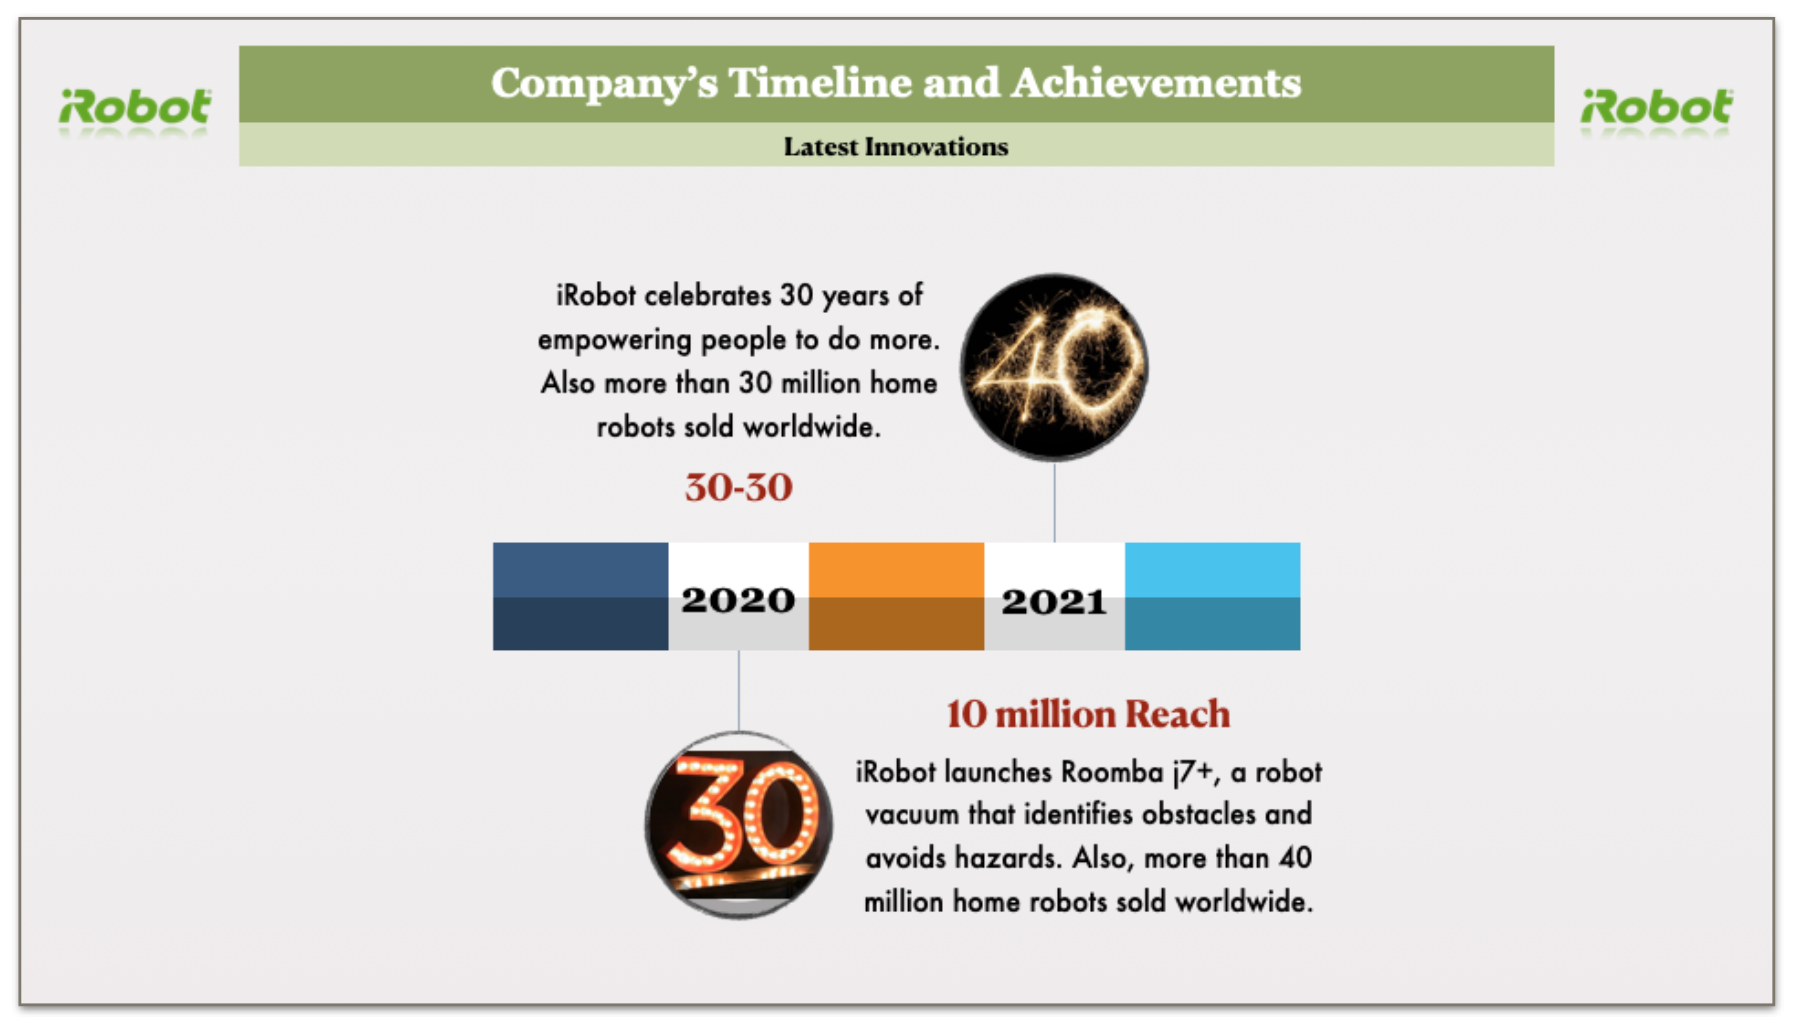 iRobot
Company's Timeline and Achievements
iRobot
Latest Innovations
iRobot celebrates 30 years of
empowering people to do more.
Also more than 30 million home
robots sold worldwide.
30-30
40
2020
2021
30
10 million Reach
iRobot launches Roomba j7+, a robot
vacuum that identifies obstacles and
avoids hazards. Also, more than 40
million home robots sold worldwide.